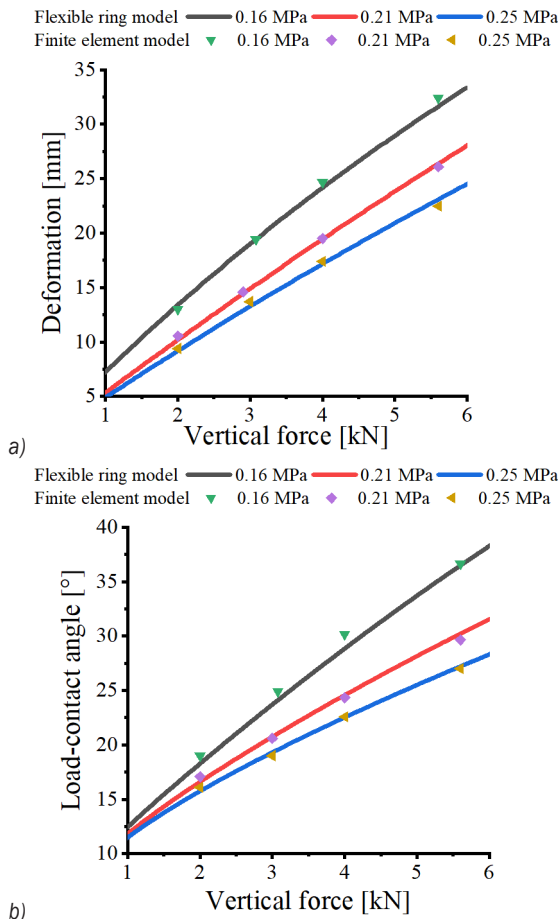 Flexible ring model 0.16 MPa 0.21 MPa 0.25 MPa
Finite element model 0.16 MPa 0.21 MPa 0.25 MPa
35
30
25
20
15
10
5
Deformation [mm]
1 2 3 4 5 6
Vertical force [kN]
a)
Flexible ring model 0.16 MPa 0.21 MPa 0.25 MPa
Finite element model 0.16 MPa 0.21 MPa 0.25 MPa
40
35
30
25
20
15
10
Load-contact angle [°]
1 2 3 4 5 6
Vertical force [kN]
b)